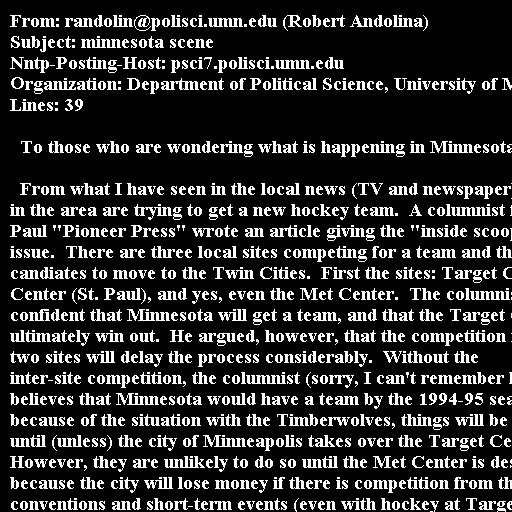 From: randolin@polisci.umn.edu (Robert Andolina)
Subject: minnesota scene
Nntp-Posting-Host: psci7.polisci.umn.edu
Organization: Department of Political Science, University of M
Lines: 39
To those who are wondering what is happening in Minnesota
From what I have seen in the local news (TV and newspaper)
in the area are trying to get a new hockey team. A columnist f
Paul "Pioneer Press" wrote an article giving the "inside scoop
issue. There are three local sites competing for a team and th
candiates to move to the Twin Cities. First the sites: Target C
Center (St. Paul), and yes, even the Met Center. The columnis
confident that Minnesota will get a team, and that the Target
ultimately win out. He argued, however, that the competition
two sites will delay the process considerably. Without the
inter-site competition, the columnist (sorry, I can't remember
believes that Minnesota would have a team by the 1994-95 sea
because of the situation with the Timberwolves, things will be
until (unless) the city of Minneapolis takes over the Target Ce
However, they are unlikely to do so until the Met Center is des
because the city will lose money if there is competition from th
conventions and short-term events (even with hockey at Targe